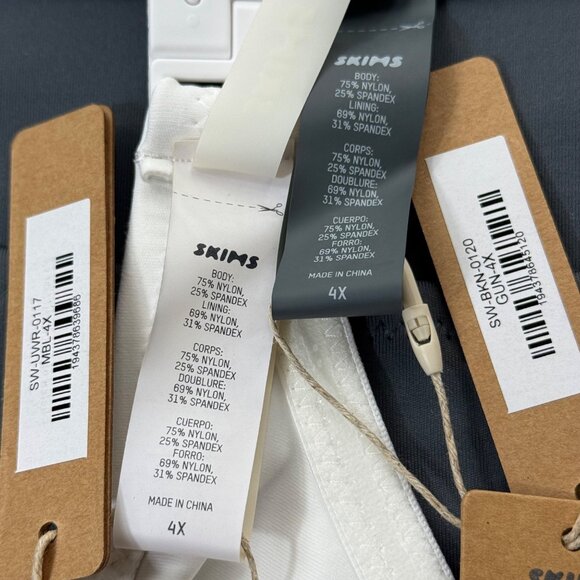 SW-UWR-0117
MBL-4X
194378639686
SKIMS
BODY:
75% NYLON,
25% SPANDEX
LINING:
69% NYLON,
31% SPANDEX
CORPS:
75% NYLON,
25% SPANDEX
DOUBLURE:
69% NYLON,
31% SPANDEX
CUERPO:
75% NYLON,
25% SPANDEX
FORRO:
69% NYLON,
31% SPANDEX
MADE IN CHINA
4X
SKIMS
BODY:
75% NYLON,
25% SPANDEX
LINING:
69% NYLON,
31% SPANDEX
CORPS:
75% NYLON,
25% SPANDEX
DOUBLURE:
69% NYLON,
31% SPANDEX
CUERPO:
75% NYLON,
25% SPANDEX
FORRO:
69% NYLON,
31% SPANDEX
MADE IN CHINA
4X
SW-BKN-0120
GUN-4X
194378645120
SKIMS